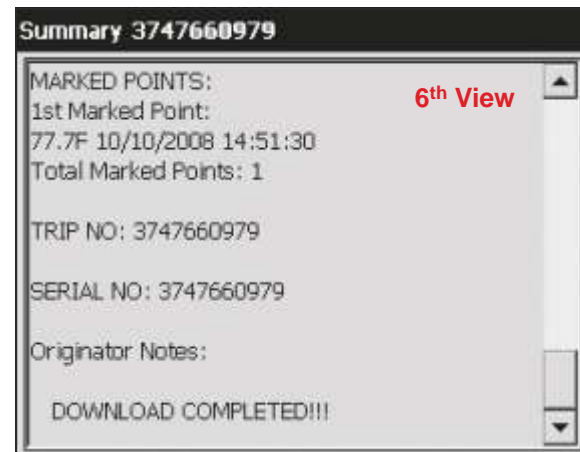 Summary 3747660979
MARKED POINTS:
6th View
1st Marked Point:
77.7F 10/10/2008 14:51:30
Total Marked Points: 1
TRIP NO: 3747660979
SERIAL NO: 3747660979
Originator Notes:
DOWNLOAD COMPLETED!!!